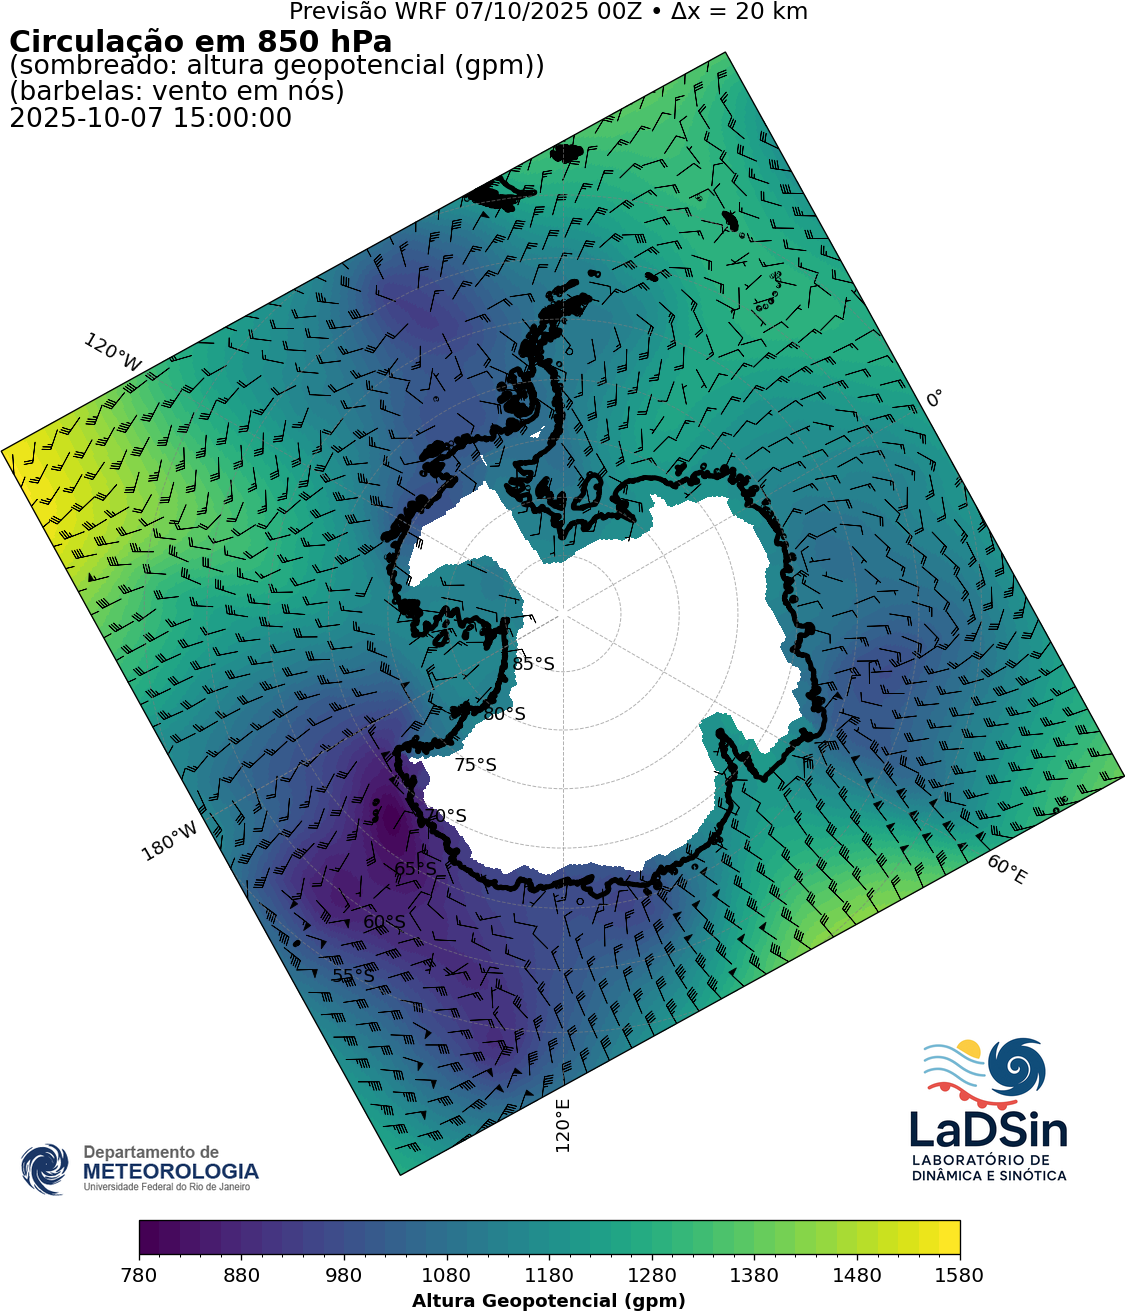 Previsão WRF 07/10/2025 00Z • Δx = 20 km
Circulação em 850 hPa
(sombreado: altura geopotencial (gpm))
(barbelas: vento em nós)
2025-10-07 15:00:00
120°W
0°
85°S
80°S
75°S
70°S
180°W
65°S
60°E
60°S
55°S
120°E
LaDSin
LABORATÓRIO DE
DINÂMICA E SINÓTICA
Departamento de
METEOROLOGIA
Universidade Federal do Rio de Janeiro
780 880 980 1080 1180 1280 1380 1480 1580
Altura Geopotencial (gpm)